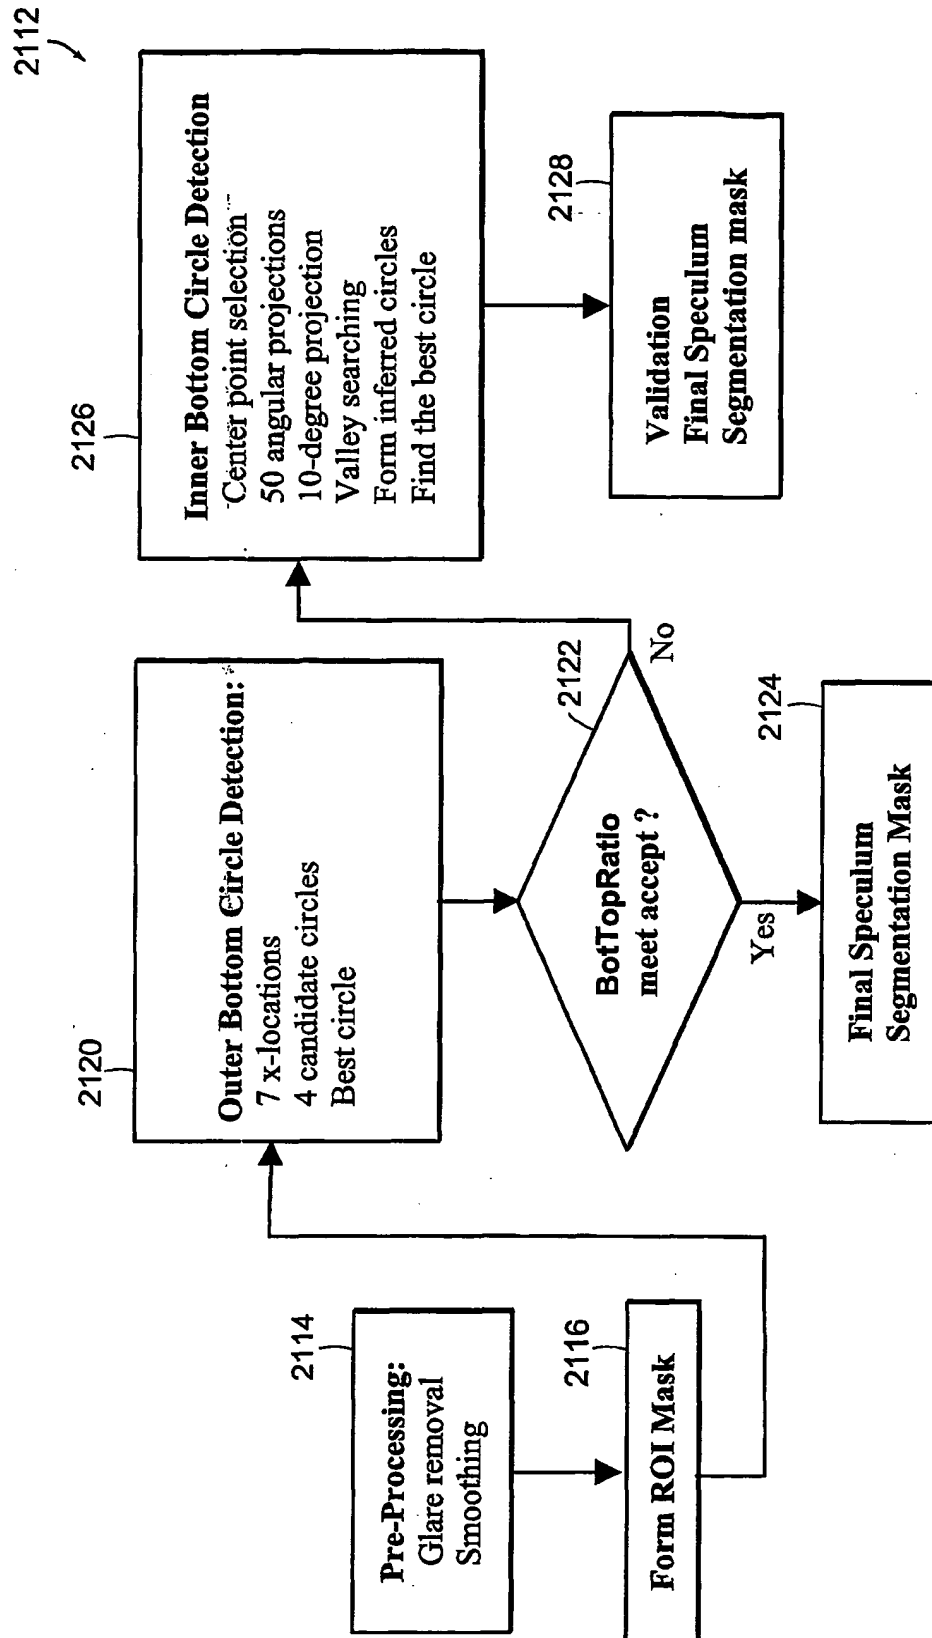 2112
2114
Pre-Processing:
Glare removal
Smoothing
2116
Form ROI Mask
2120
Outer Bottom Circle Detection:
7 x-locations
4 candidate circles
Best circle
2122
BotTopRatio
meet accept ?
Yes
No
2124
Final Speculum
Segmentation Mask
2126
Inner Bottom Circle Detection
Center point selection
50 angular projections
10-degree projection
Valley searching
Form inferred circles
Find the best circle
2128
Validation
Final Speculum
Segmentation mask